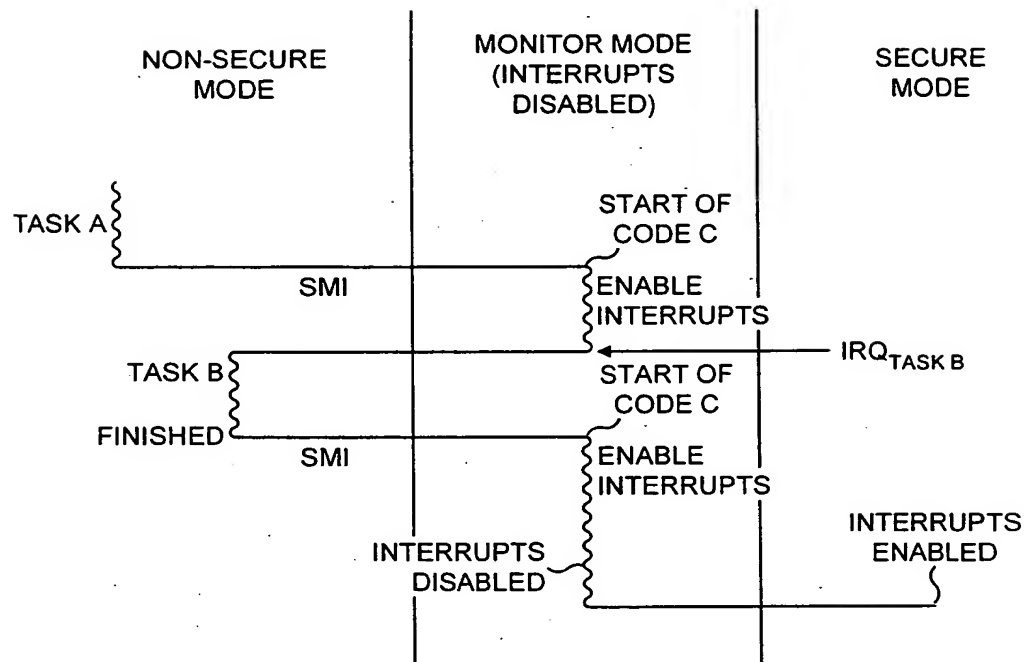 NON-SECURE
MODE
MONITOR MODE
(INTERRUPTS
DISABLED)
SECURE
MODE
TASK A
START OF
CODE C
SMI
ENABLE
INTERRUPTS
IRQTASK B
TASK B
START OF
CODE C
FINISHED
SMI
ENABLE
INTERRUPTS
INTERRUPTS
DISABLED
INTERRUPTS
ENABLED